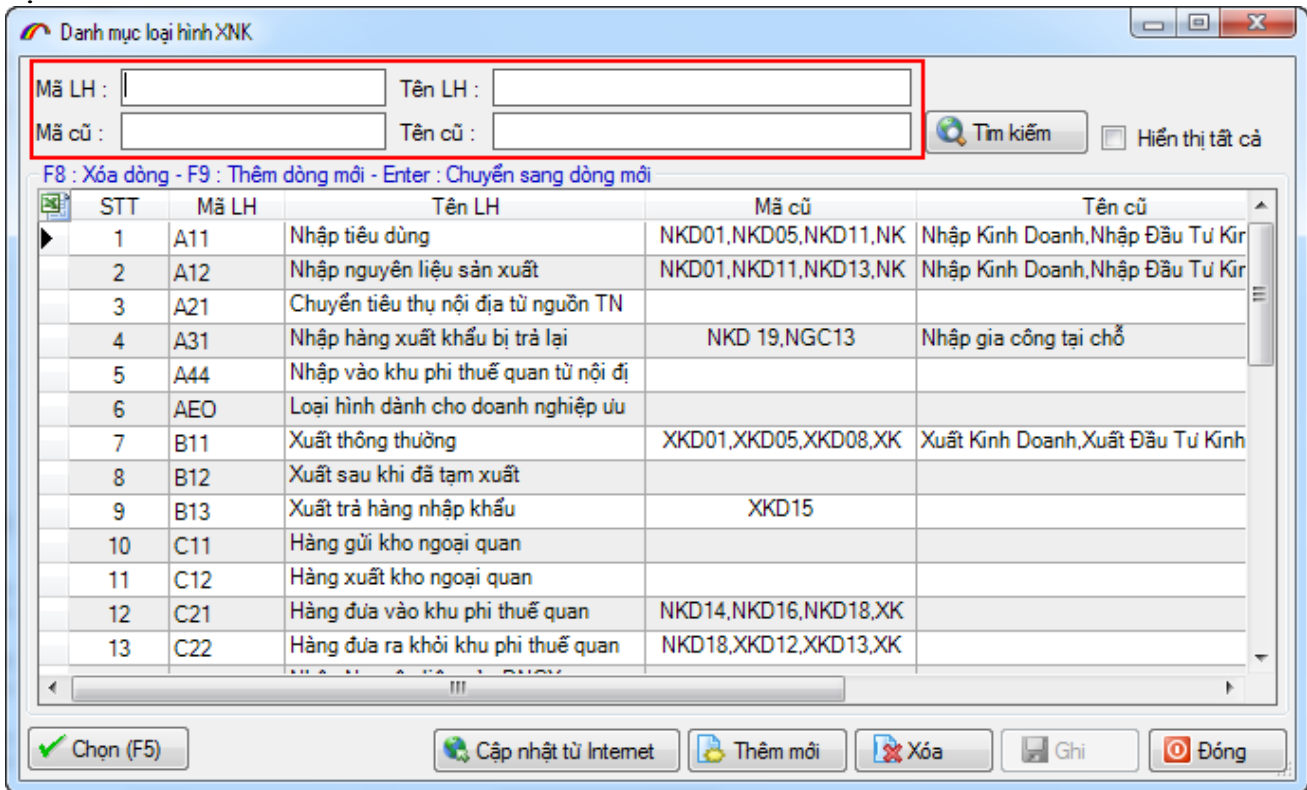 Danh mục loại hình XNK
Mã LH : Tên LH :
Mã cũ : Tên cũ : Tìm kiếm Hiển thị tất cả
F8 : Xóa dòng - F9 : Thêm dòng mới - Enter : Chuyển sang dòng mới
STT Mã LH Tên LH Mã cũ Tên cũ
1 A11 Nhập tiêu dùng NKD01,NKD05,NKD11,NK Nhập Kinh Doanh,Nhập Đầu Tư Kin
2 A12 Nhập nguyên liệu sản xuất NKD01,NKD11,NKD13,NK Nhập Kinh Doanh,Nhập Đầu Tư Kin
3 A21 Chuyển tiêu thụ nội địa từ nguồn TN
4 A31 Nhập hàng xuất khẩu bị trả lại NKD 19,NGC13 Nhập gia công tại chỗ
5 A44 Nhập vào khu phi thuế quan từ nội đị
6 AEO Loại hình dành cho doanh nghiệp ưu
7 B11 Xuất thông thường XKD01,XKD05,XKD08,XK Xuất Kinh Doanh,Xuất Đầu Tư Kinh
8 B12 Xuất sau khi đã tạm xuất
9 B13 Xuất trả hàng nhập khẩu XKD15
10 C11 Hàng gửi kho ngoại quan
11 C12 Hàng xuất kho ngoại quan
12 C21 Hàng đưa vào khu phi thuế quan NKD14,NKD16,NKD18,XK
13 C22 Hàng đưa ra khỏi khu phi thuế quan NKD18,XKD12,XKD13,XK
Chọn (F5) Cập nhật từ Internet Thêm mới Xóa Ghi Đóng